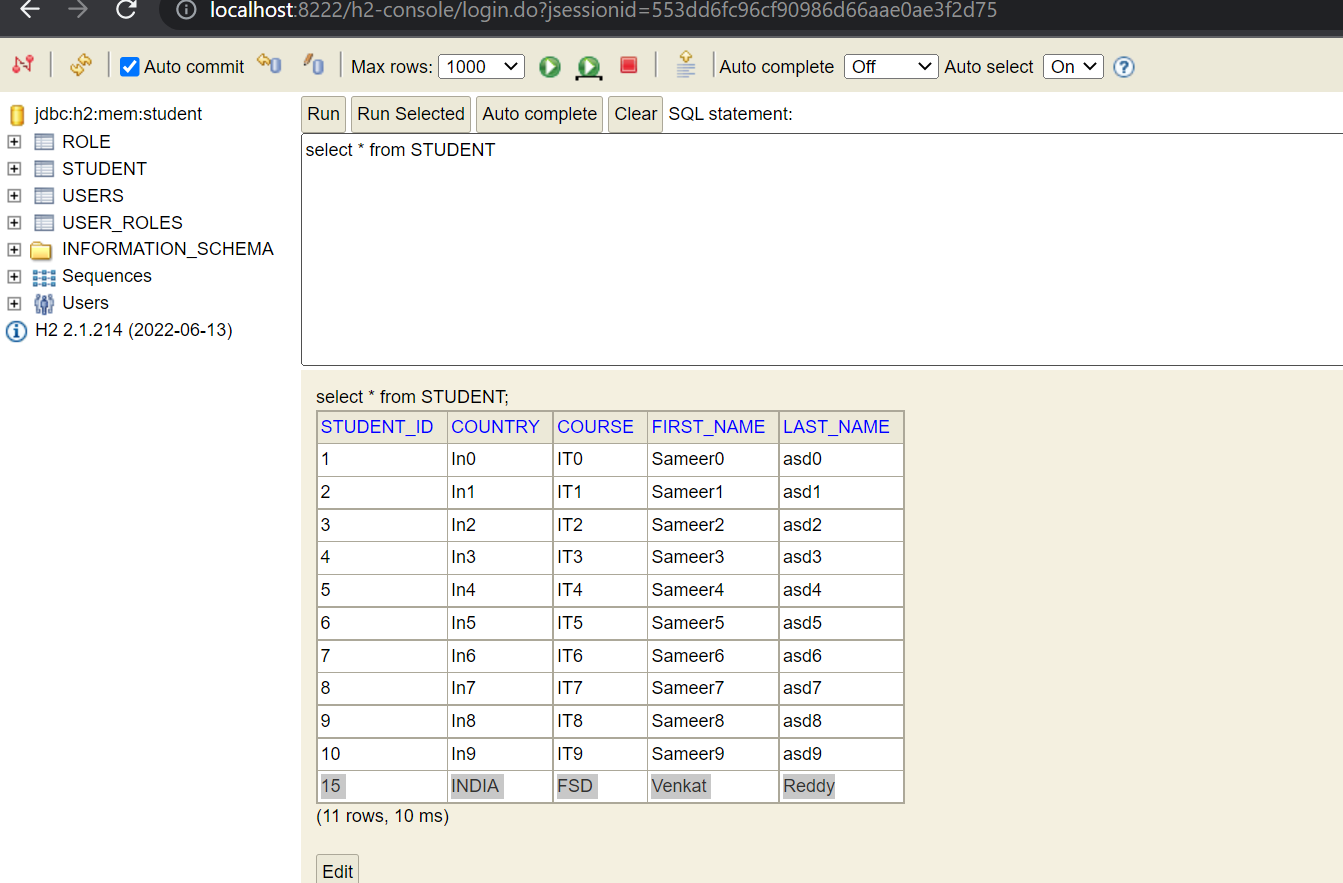 localhost:8222/h2-console/login.do?jsessionid=553dd6fc96cf90986d66aae0ae3f2d75
Auto commit Max rows: 1000 Auto complete Off Auto select On ?
jdbc:h2:mem:student
ROLE
STUDENT
USERS
USER_ROLES
INFORMATION_SCHEMA
Sequences
Users
H2 2.1.214 (2022-06-13)
Run Run Selected Auto complete Clear SQL statement:
select * from STUDENT
select * from STUDENT;
STUDENT_ID COUNTRY COURSE FIRST_NAME LAST_NAME
1 In0 IT0 Sameer0 asd0
2 In1 IT1 Sameer1 asd1
3 In2 IT2 Sameer2 asd2
4 In3 IT3 Sameer3 asd3
5 In4 IT4 Sameer4 asd4
6 In5 IT5 Sameer5 asd5
7 In6 IT6 Sameer6 asd6
8 In7 IT7 Sameer7 asd7
9 In8 IT8 Sameer8 asd8
10 In9 IT9 Sameer9 asd9
15 INDIA FSD Venkat Reddy
(11 rows, 10 ms)
Edit